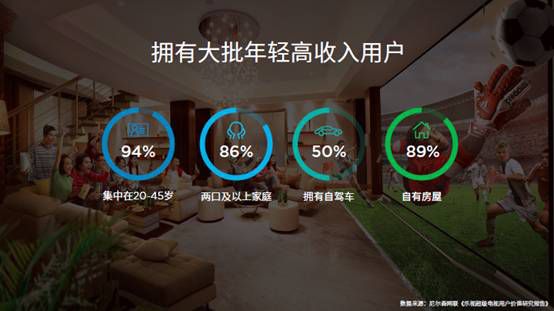 拥有大批年轻高收入用户
94%
86%
50%
89%
集中在20-45岁
两口及以上家庭
拥有自驾车
自有房屋
数据来源：尼尔森网联《乐视超级电视用户价值研究报告》